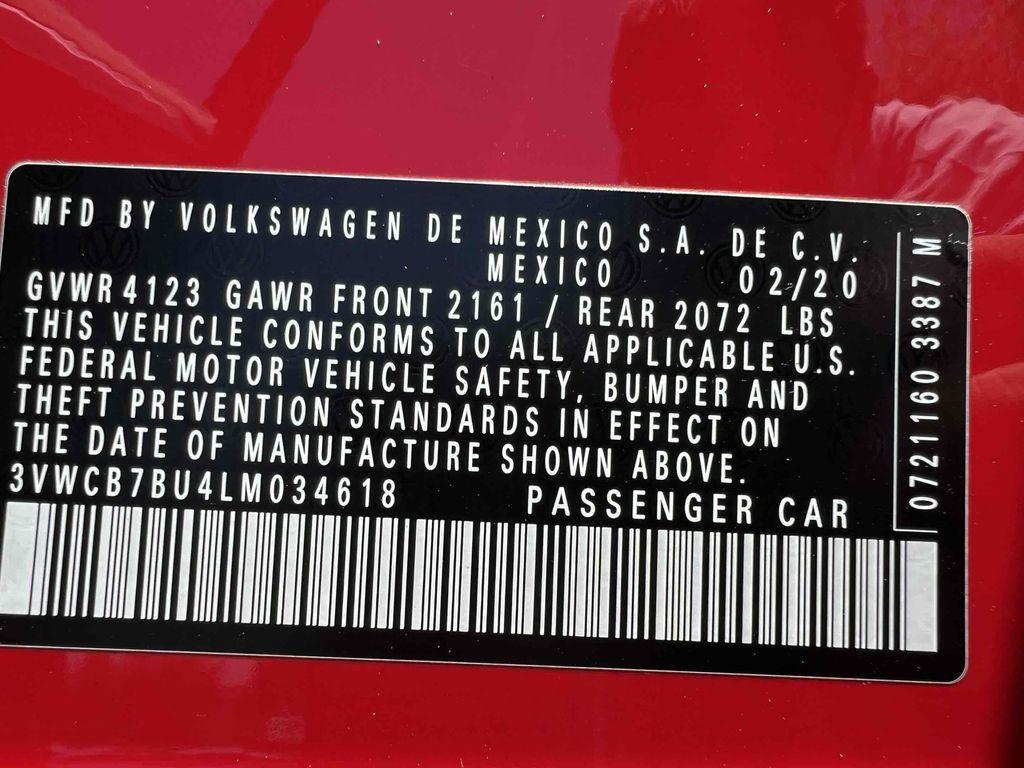 MFD BY VOLKSWAGEN DE MEXICO S.A. DE C.V.
MEXICO 02/20
GVWR 4123 GAWR FRONT 2161 / REAR 2072 LBS
THIS VEHICLE CONFORMS TO ALL APPLICABLE U.S.
FEDERAL MOTOR VEHICLE SAFETY, BUMPER AND
THEFT PREVENTION STANDARDS IN EFFECT ON
THE DATE OF MANUFACTURE SHOWN ABOVE.
3VWCB7BU4LM034618 PASSENGER CAR
0721160 3387 M